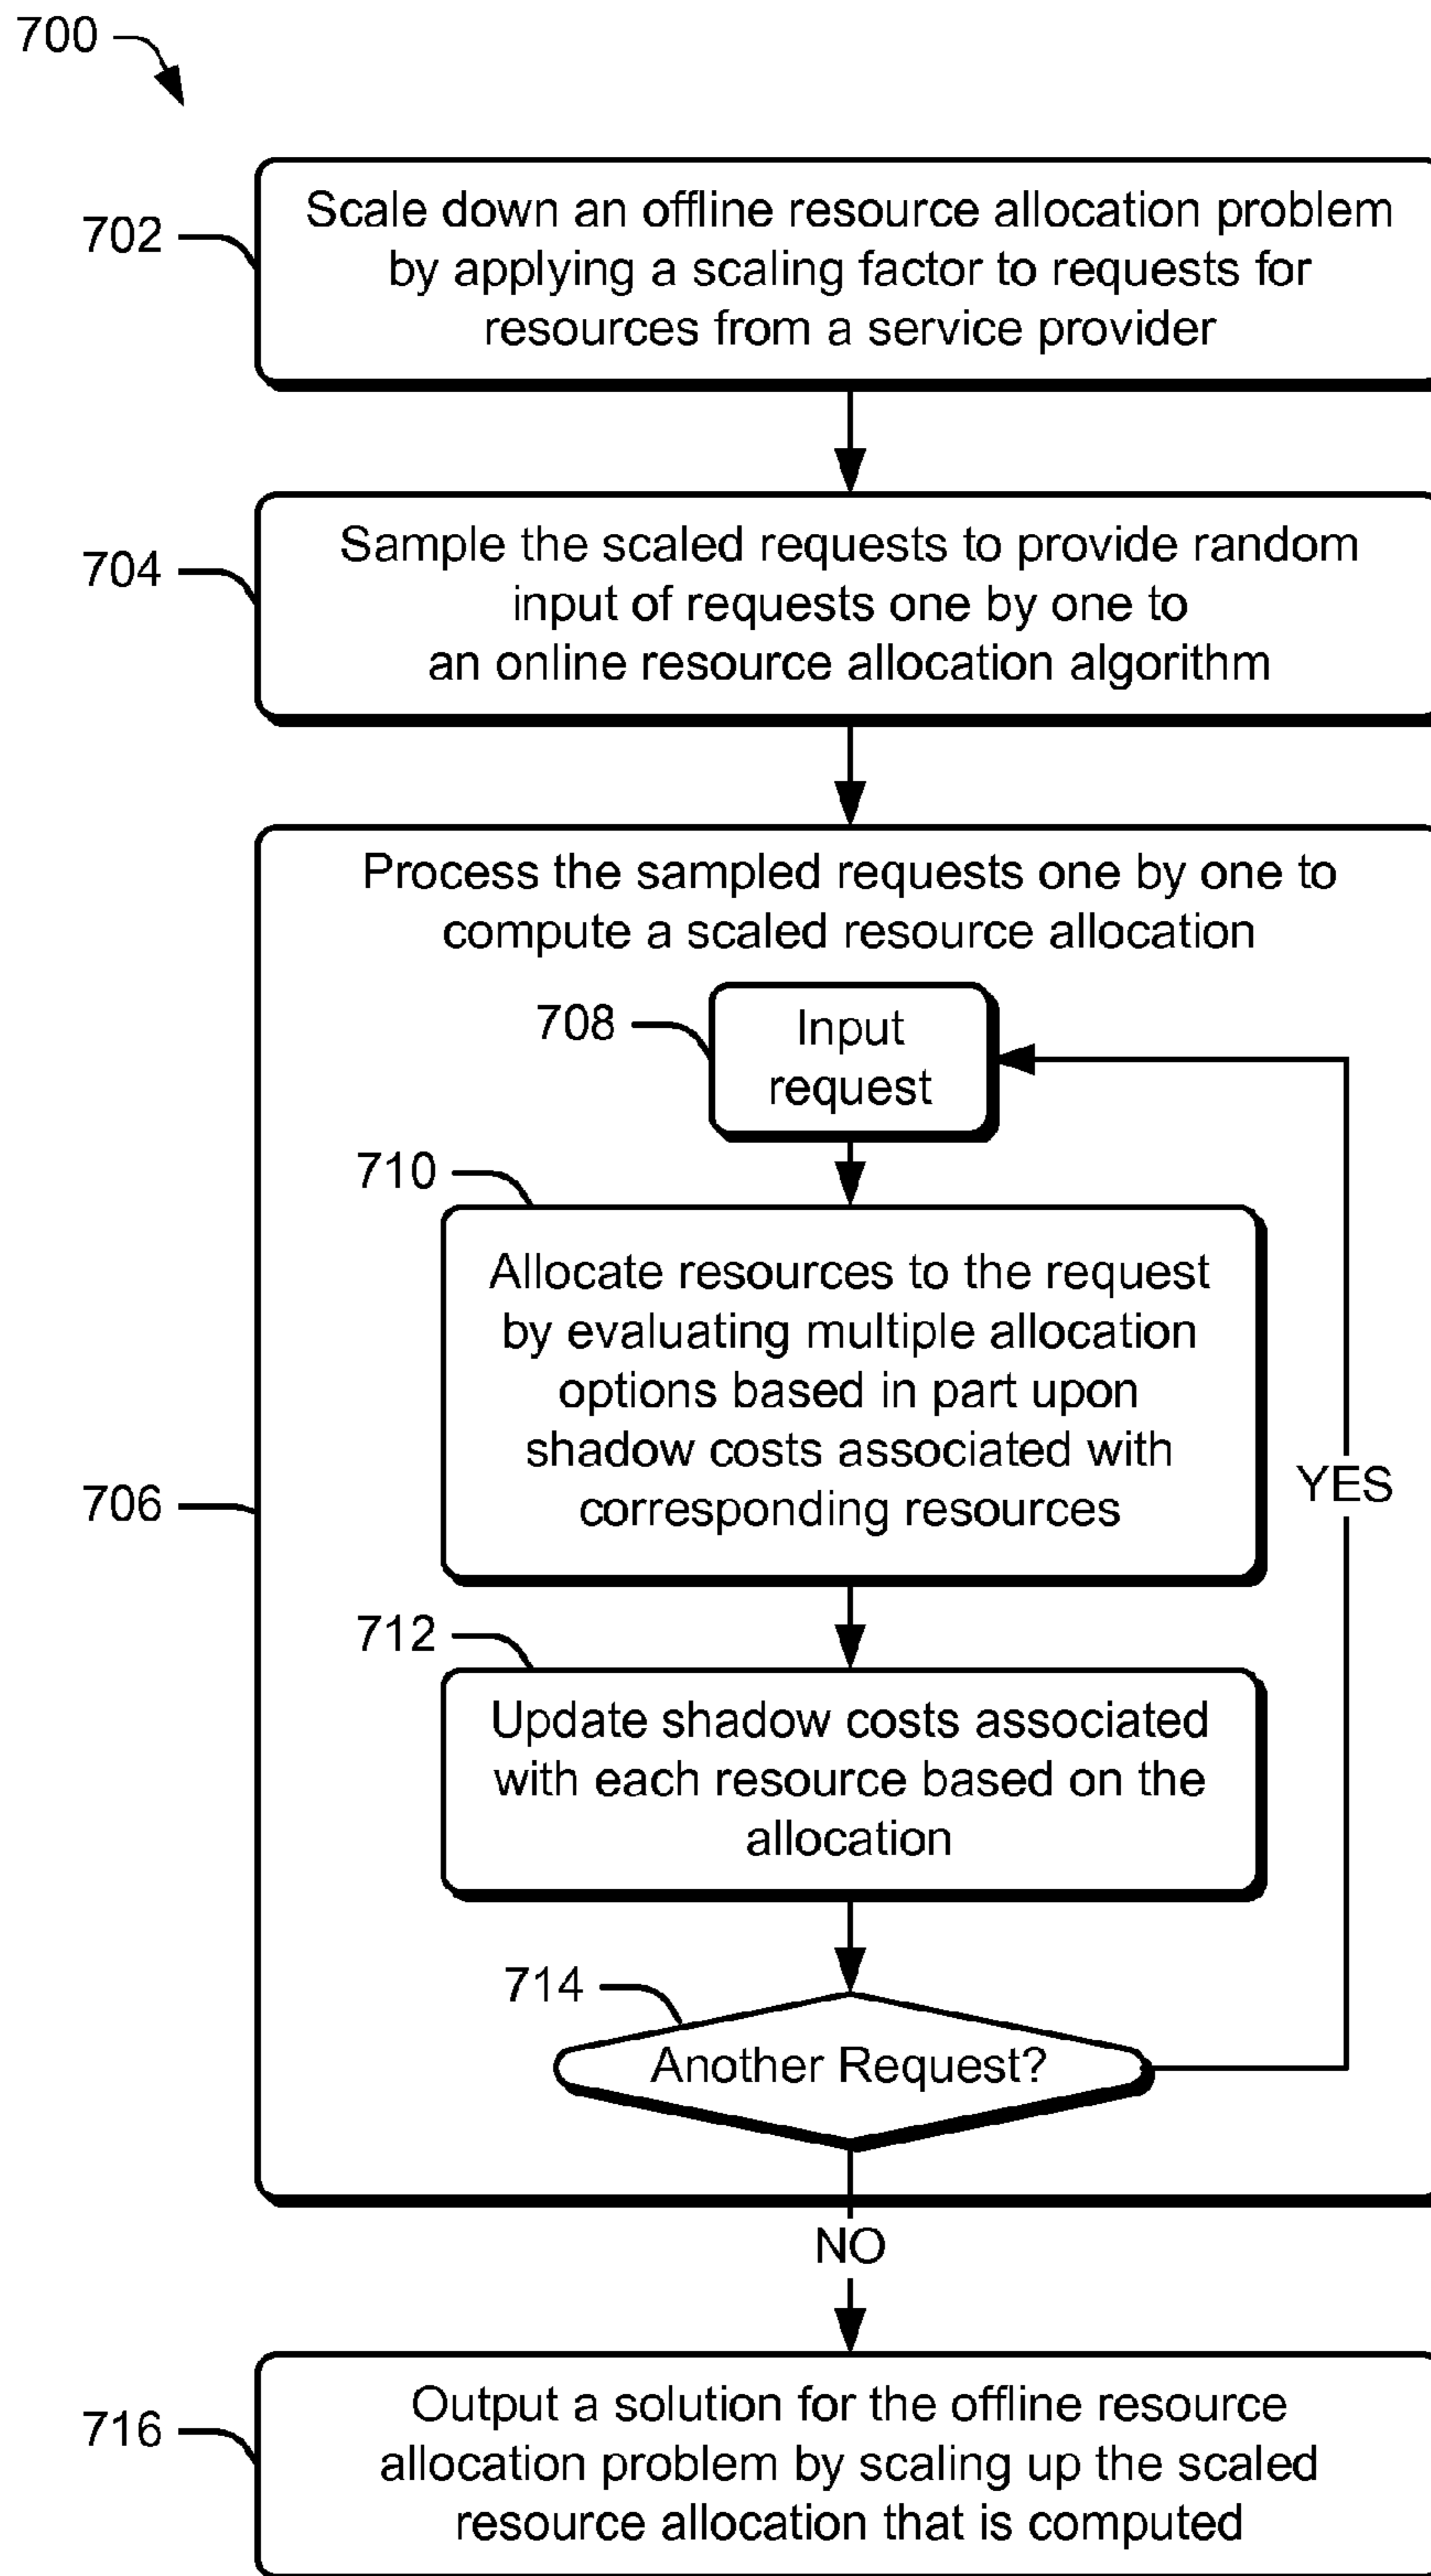 700
702
Scale down an offline resource allocation problem
by applying a scaling factor to requests for
resources from a service provider
704
Sample the scaled requests to provide random
input of requests one by one to
an online resource allocation algorithm
706
Process the sampled requests one by one to
compute a scaled resource allocation
708
Input
request
710
Allocate resources to the request
by evaluating multiple allocation
options based in part upon
shadow costs associated with
corresponding resources
YES
712
Update shadow costs associated
with each resource based on the
allocation
714
Another Request?
NO
716
Output a solution for the offline resource
allocation problem by scaling up the scaled
resource allocation that is computed